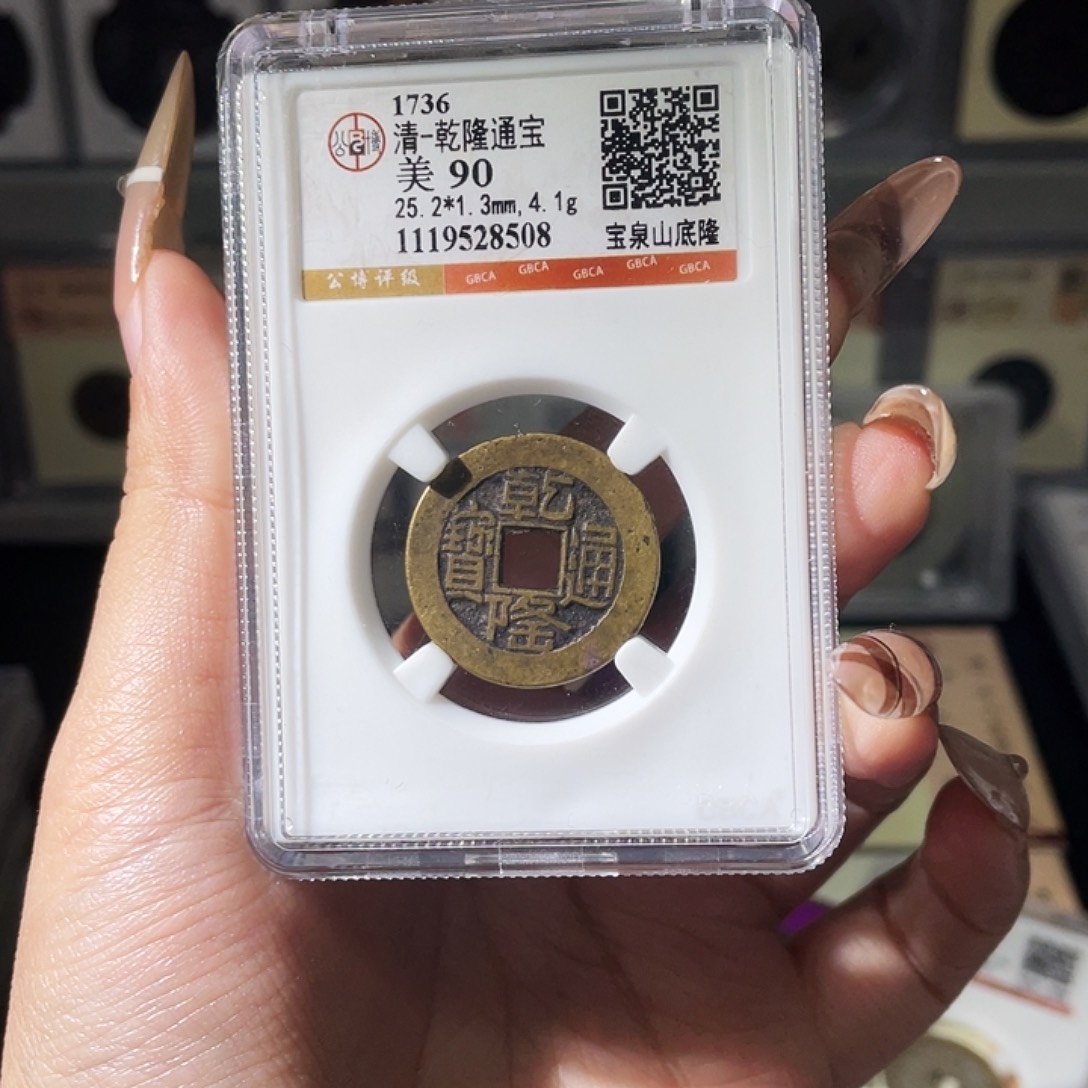 1736
清-乾隆通宝
美 90
25.2*1.3mm,4.1g
1119528508
宝泉山底隆
公博评级 GBCA GBCA GBCA GBCA GBCA
乾
隆
通
寶